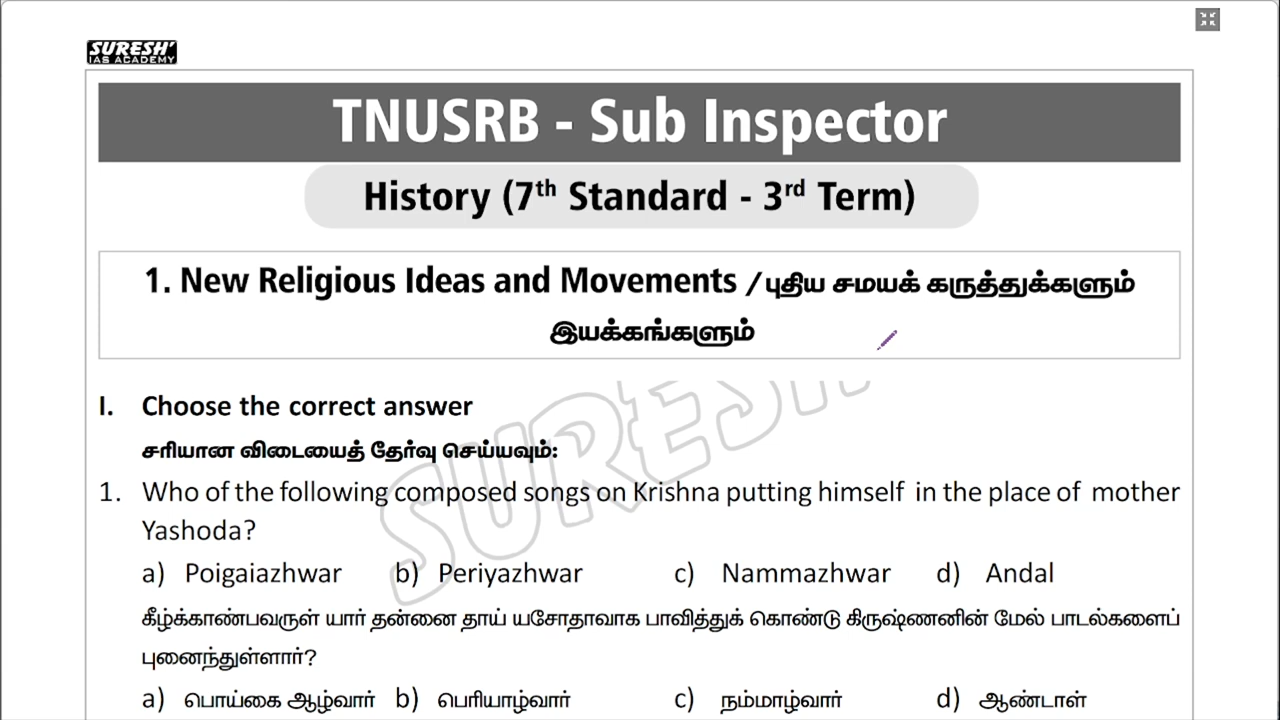 SURESH'
IAS ACADEMY
TNUSRB - Sub Inspector
History (7th Standard - 3rd Term)
1. New Religious Ideas and Movements / புதிய சமயக் கருத்துக்களும்
இயக்கங்களும்
SURESH'
I. Choose the correct answer
சரியான விடையைத் தேர்வு செய்யவும்:
1. Who of the following composed songs on Krishna putting himself in the place of mother
Yashoda?
a) Poigaiazhwar b) Periyazhwar c) Nammazhwar d) Andal
கீழ்க்காண்பவருள் யார் தன்னை தாய் யசோதாவாக பாவித்துக் கொண்டு கிருஷ்ணனின் மேல் பாடல்களைப்
புனைந்துள்ளார்?
a) பொய்கை ஆழ்வார் b) பெரியாழ்வார் c) நம்மாழ்வார் d) ஆண்டாள்